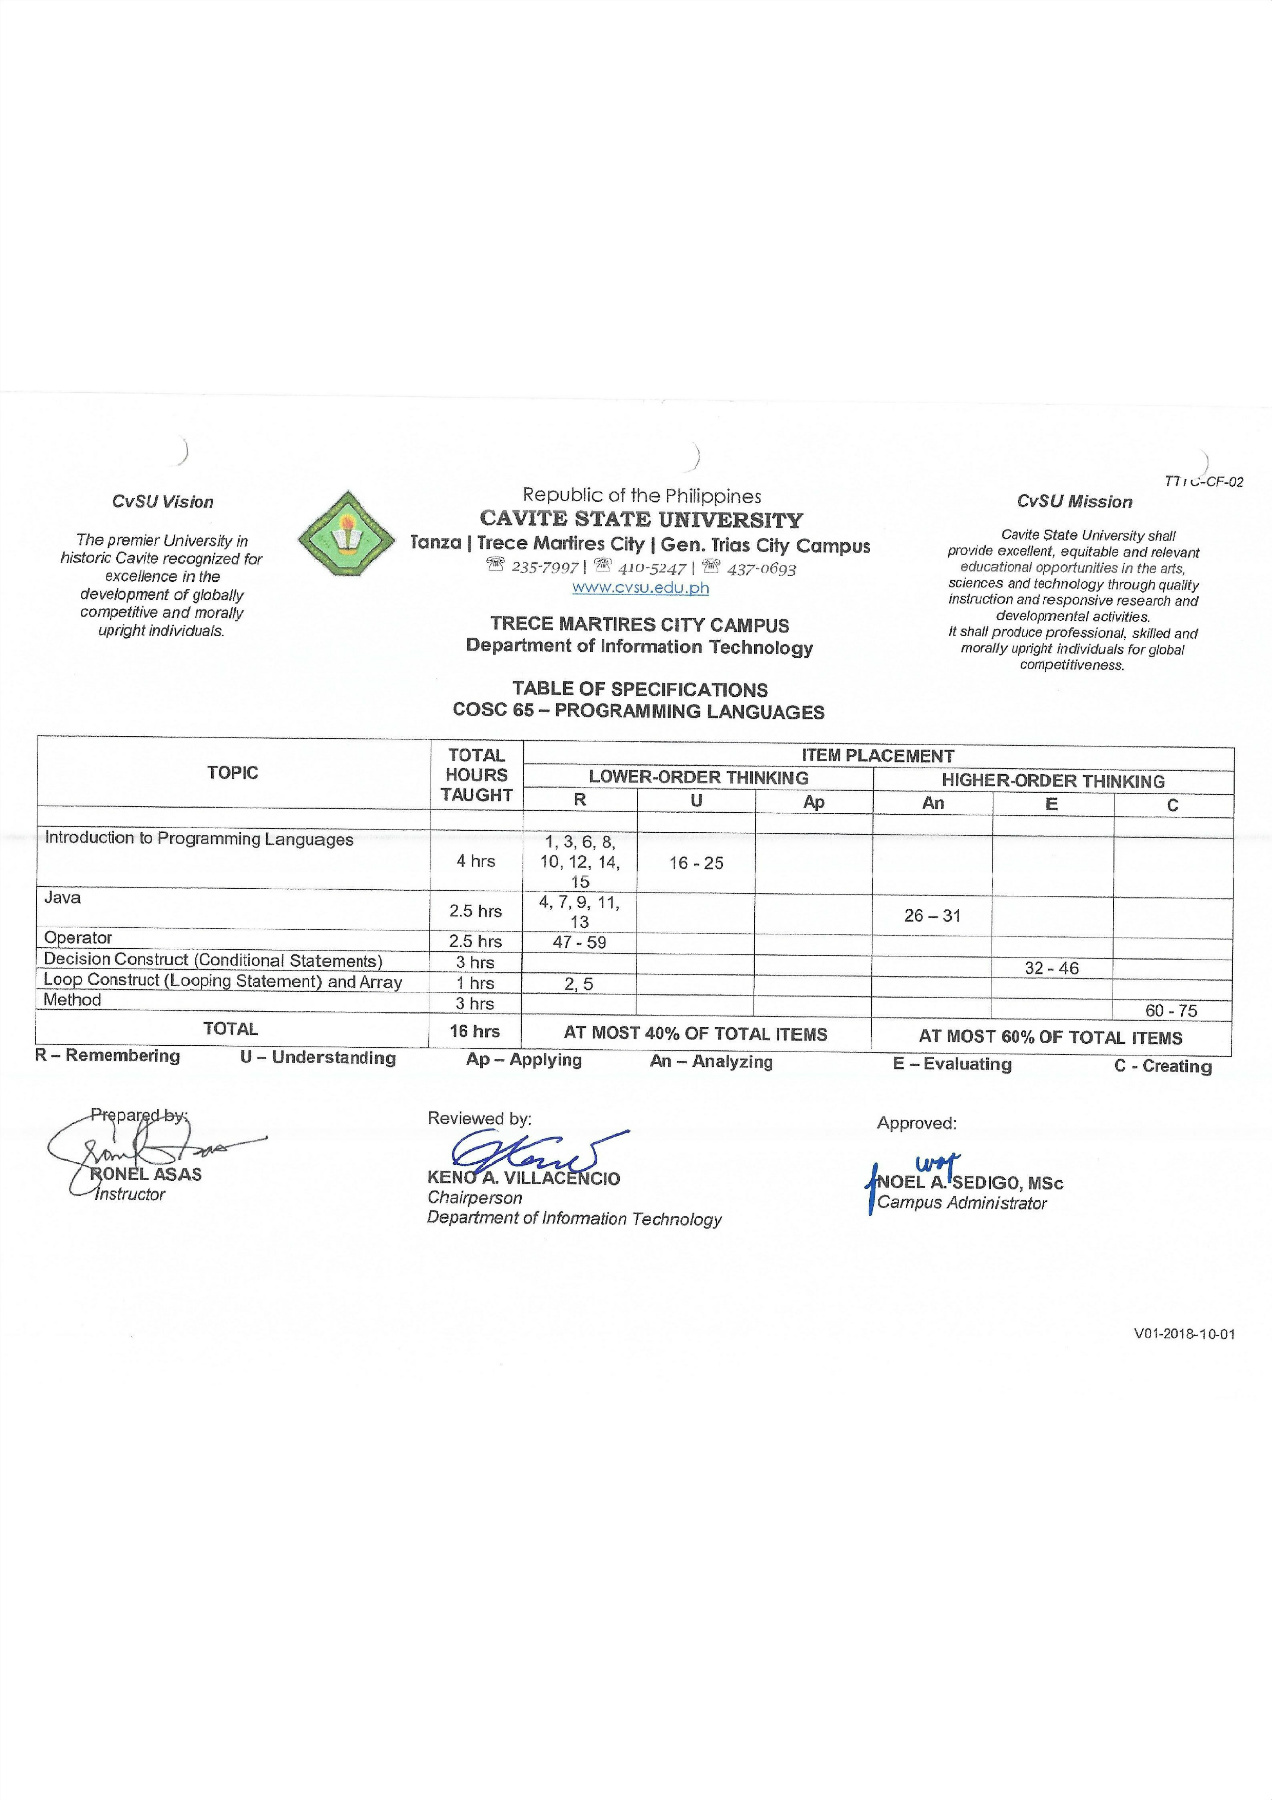 TTTC-CF-02
CvSU Vision
The premier University in
historic Cavite recognized for
excellence in the
development of globally
competitive and morally
upright individuals.
Republic of the Philippines
CAVITE STATE UNIVERSITY
Tanza | Trece Martires City | Gen. Trias City Campus
☏ 235-7997 | ☏ 410-5247 | ☏ 437-0693
www.cvsu.edu.ph
TRECE MARTIRES CITY CAMPUS
Department of Information Technology
CvSU Mission
Cavite State University shall
provide excellent, equitable and relevant
educational opportunities in the arts,
sciences and technology through quality
instruction and responsive research and
developmental activities.
It shall produce professional, skilled and
morally upright individuals for global
competitiveness.
TABLE OF SPECIFICATIONS
COSC 65 – PROGRAMMING LANGUAGES
TOPIC
TOTAL
HOURS
TAUGHT
ITEM PLACEMENT
LOWER-ORDER THINKING HIGHER-ORDER THINKING
R U Ap An E C
Introduction to Programming Languages 4 hrs
1, 3, 6, 8,
10, 12, 14,
15
16 - 25
Java 2.5 hrs
4, 7, 9, 11,
13
26 – 31
Operator 2.5 hrs 47 - 59
Decision Construct (Conditional Statements) 3 hrs 32 - 46
Loop Construct (Looping Statement) and Array 1 hrs 2, 5
Method 3 hrs 60 - 75
TOTAL 16 hrs AT MOST 40% OF TOTAL ITEMS AT MOST 60% OF TOTAL ITEMS
R – Remembering U – Understanding Ap – Applying An – Analyzing E – Evaluating C - Creating
Prepared by:
RONEL ASAS
Instructor
Reviewed by:
KENO A. VILLACENCIO
Chairperson
Department of Information Technology
Approved:
NOEL A. SEDIGO, MSc
Campus Administrator
V01-2018-10-01